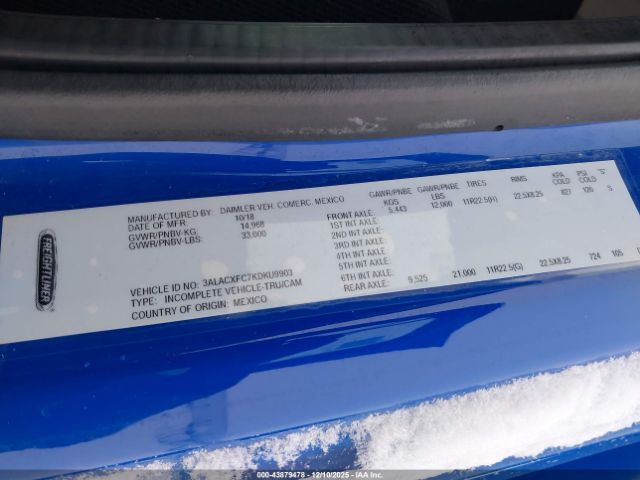 FREIGHTLINER
MANUFACTURED BY: DAIMLER VEH. COMERC. MEXICO
DATE OF MFR: 10/18
GVWR/PNBV-KG: 14,968
GVWR/PNBV-LBS: 33,000
VEHICLE ID NO.: 3ALACXFC7KDKU9903
TYPE: INCOMPLETE VEHICLE-TRU/CAM
COUNTRY OF ORIGIN: MEXICO
GAWR/PNBE KGS GAWR/PNBE LBS TIRES RIMS KPA COLD PSI COLD "S"
FRONT AXLE: 5,443 12,000 11R22.5(G) 22.5X8.25 827 120 S
1ST INT AXLE:
2ND INT AXLE:
3RD INT AXLE:
4TH INT AXLE:
5TH INT AXLE:
6TH INT AXLE:
REAR AXLE: 9,525 21,000 11R22.5(G) 22.5X8.25 724 105
(Stock No: 43879478 - 12/10/2025 - IAAI.com)